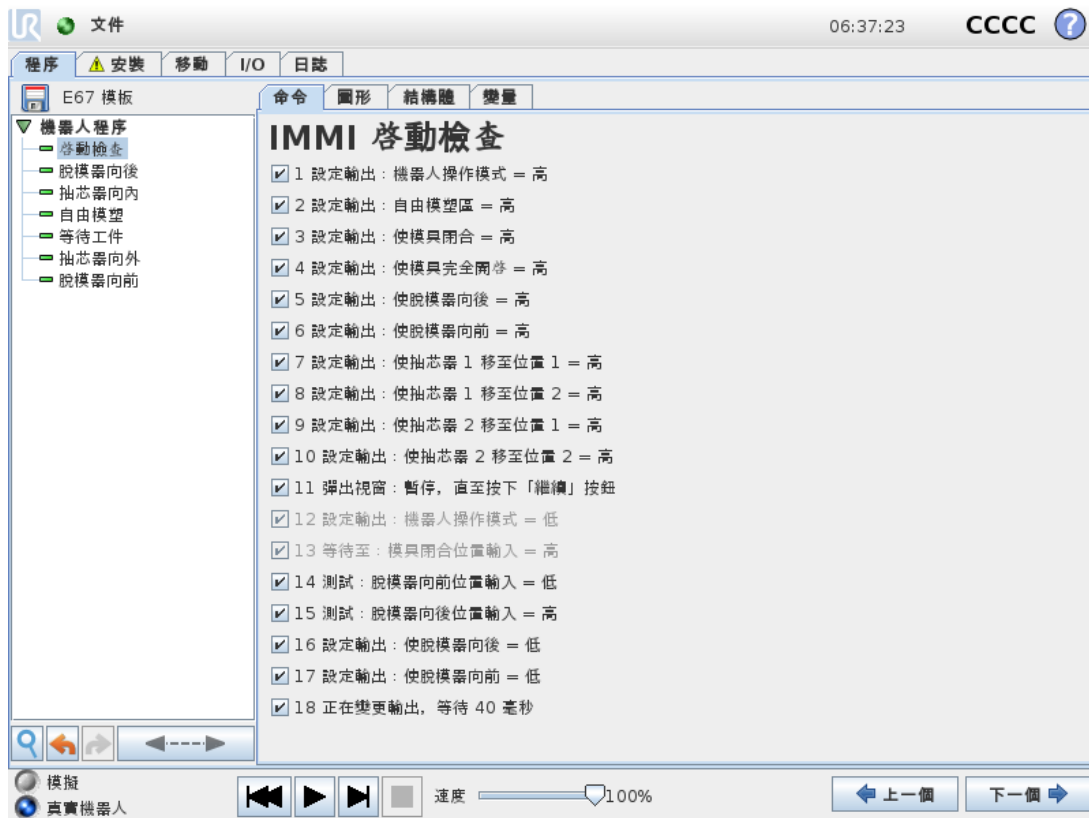 UR 文件 06:37:23 CCCC ?
程序 安裝 移動 I/O 日誌
E67 模板
命令 圖形 結構體 變量
機器人程序
啓動檢查
脫模器向後
抽芯器向內
自由模塑
等待工件
抽芯器向外
脫模器向前
IMMI 啓動檢查
1 設定輸出：機器人操作模式 = 高
2 設定輸出：自由模塑區 = 高
3 設定輸出：使模具閉合 = 高
4 設定輸出：使模具完全開啓 = 高
5 設定輸出：使脫模器向後 = 高
6 設定輸出：使脫模器向前 = 高
7 設定輸出：使抽芯器 1 移至位置 1 = 高
8 設定輸出：使抽芯器 1 移至位置 2 = 高
9 設定輸出：使抽芯器 2 移至位置 1 = 高
10 設定輸出：使抽芯器 2 移至位置 2 = 高
11 彈出視窗：暫停，直至按下「繼續」按鈕
12 設定輸出：機器人操作模式 = 低
13 等待至：模具閉合位置輸入 = 高
14 測試：脫模器向前位置輸入 = 低
15 測試：脫模器向後位置輸入 = 高
16 設定輸出：使脫模器向後 = 低
17 設定輸出：使脫模器向前 = 低
18 正在變更輸出，等待 40 毫秒
模擬
真實機器人
速度 100%
上一個 下一個